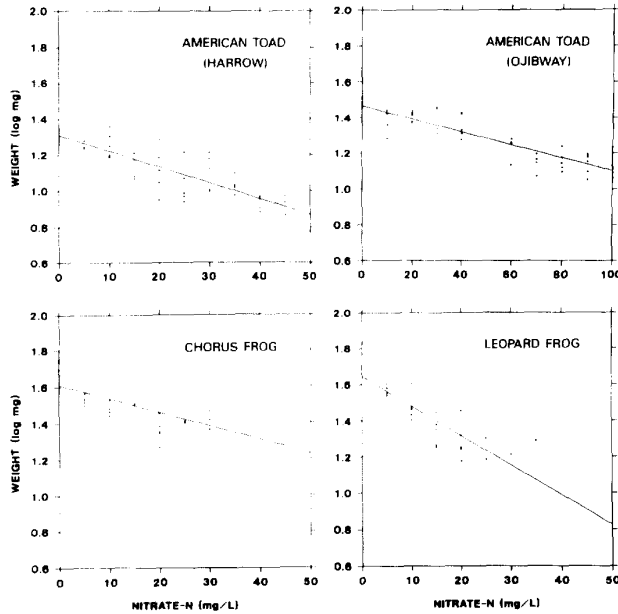 AMERICAN TOAD
(HARROW)
WEIGHT (log mg)
2.0
1.8
1.6
1.4
1.2
1.0
0.8
0.6
0 10 20 30 40 50
AMERICAN TOAD
(OJIBWAY)
2.0
1.8
1.6
1.4
1.2
1.0
0.8
0.6
0 20 40 60 80 100
CHORUS FROG
WEIGHT (log mg)
2.0
1.8
1.6
1.4
1.2
1.0
0.8
0.6
0 10 20 30 40 50
NITRATE-N (mg/L)
LEOPARD FROG
2.0
1.8
1.6
1.4
1.2
1.0
0.8
0.6
0 10 20 30 40 50
NITRATE-N (mg/L)